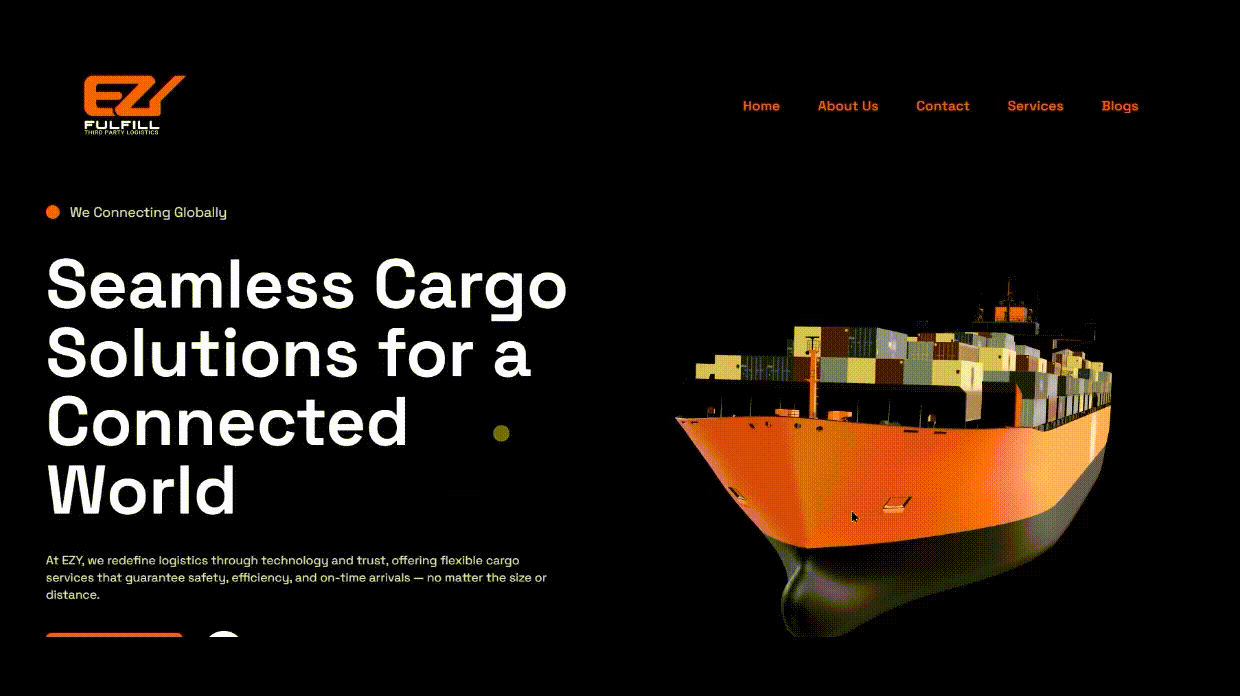 EZY
FULFILL
THIRD PARTY LOGISTICS
Home About Us Contact Services Blogs
We Connecting Globally
Seamless Cargo
Solutions for a
Connected
World
At EZY, we redefine logistics through technology and trust, offering flexible cargo
services that guarantee safety, efficiency, and on-time arrivals — no matter the size or
distance.